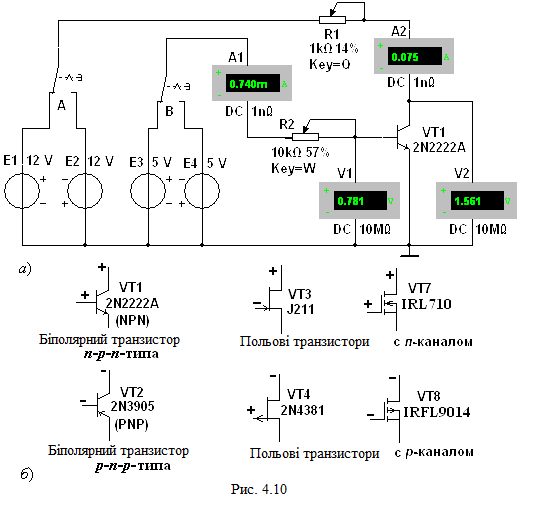 R1
1kΩ 14%
Key=O
A2
0.075 A
DC 1nΩ
A1
0.740m A
DC 1nΩ
A
B
R2
10kΩ 57%
Key=W
VT1
2N2222A
E1 12 V
E2 12 V
E3 5 V
E4 5 V
V1
0.781 V
DC 10MΩ
V2
1.561 V
DC 10MΩ
а)
VT1
2N2222A
(NPN)
Біполярний транзистор
n-p-n-типа
VT3
J211
Польові транзистори
VT7
IRL710
с n-каналом
VT2
2N3905
(PNP)
Біполярний транзистор
p-n-p-типа
VT4
2N4381
Польові транзистори
VT8
IRFL9014
с p-каналом
б)
Рис. 4.10